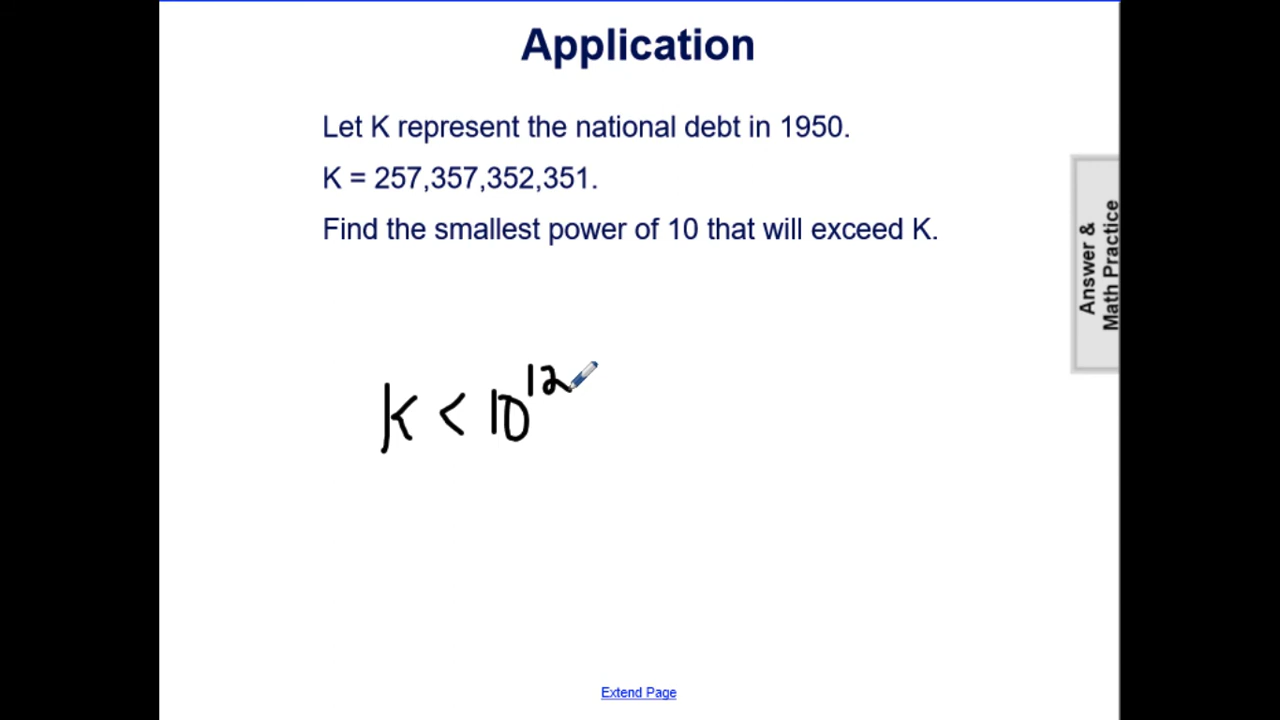 Application
Let K represent the national debt in 1950.
K = 257,357,352,351.
Find the smallest power of 10 that will exceed K.
Answer &
Math Practice
K < 10¹²
Extend Page